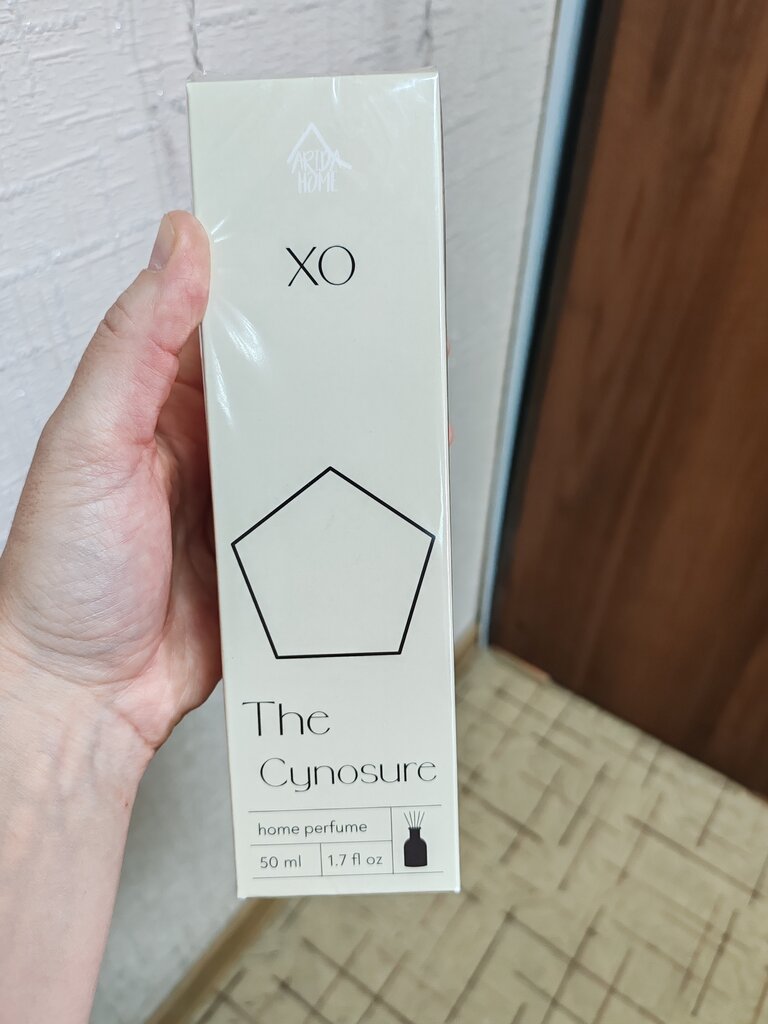 ARIDA
HOME
XO
The
Cynosure
home perfume
50 ml
1.7 fl oz